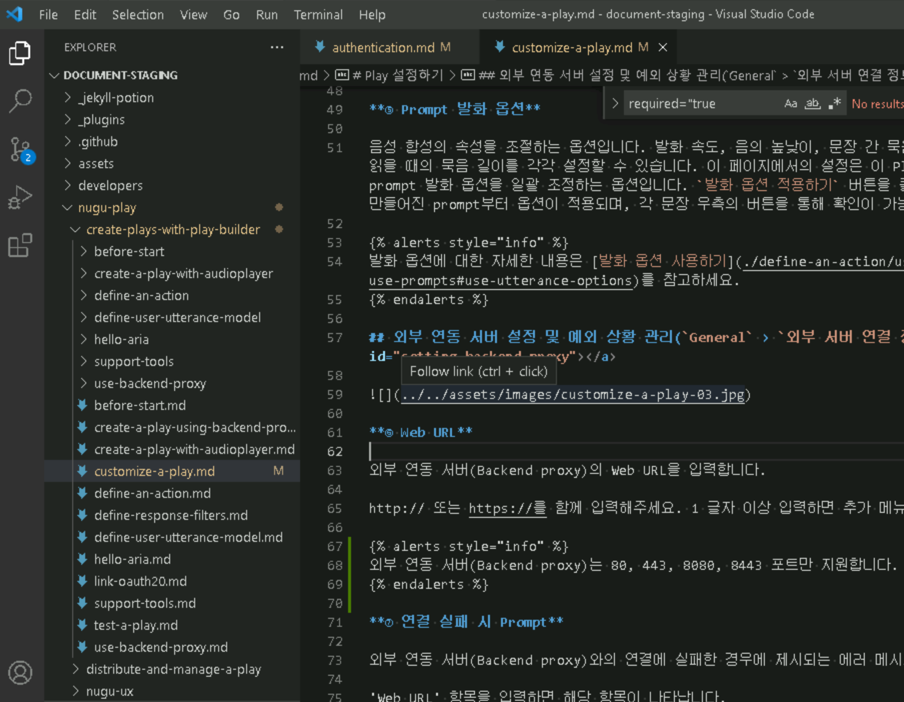 File Edit Selection View Go Run Terminal Help customize-a-play.md - document-staging - Visual Studio Code
EXPLORER ...
DOCUMENT-STAGING
_jekyll-potion
_plugins
.github
assets
developers
nugu-play
create-plays-with-play-builder
before-start
create-a-play-with-audioplayer
define-an-action
define-user-utterance-model
hello-aria
support-tools
use-backend-proxy
before-start.md
create-a-play-using-backend-pro...
create-a-play-with-audioplayer.md
customize-a-play.md M
define-an-action.md
define-response-filters.md
define-user-utterance-model.md
hello-aria.md
link-oauth20.md
support-tools.md
test-a-play.md
use-backend-proxy.md
distribute-and-manage-a-play
nugu-ux
2
authentication.md M customize-a-play.md M ×
md > # Play 설정하기 > ## 외부 연동 서버 설정 및 예외 상황 관리(`General` > `외부 서버 연결 정
required="true Aa ab .* No results
48
49 **⑤ Prompt 발화 옵션**
50
51 음성 합성의 속성을 조절하는 옵션입니다. 발화 속도, 음의 높낮이, 문장 간 묵음
읽을 때의 묵음 길이를 각각 설정할 수 있습니다. 이 페이지에서의 설정은 이 P
prompt 발화 옵션을 일괄 조정하는 옵션입니다. `발화 옵션 적용하기` 버튼을 클
만들어진 prompt부터 옵션이 적용되며, 각 문장 우측의 버튼을 통해 확인이 가능
52
53 {% alerts style="info" %}
54 발화 옵션에 대한 자세한 내용은 [발화 옵션 사용하기](./define-an-action/us
use-prompts#use-utterance-options)를 참고하세요.
55 {% endalerts %}
56
57 ## 외부 연동 서버 설정 및 예외 상황 관리(`General` > `외부 서버 연결 정
id="setting-backend-proxy"></a>
Follow link (ctrl + click)
58
59 ![](../../assets/images/customize-a-play-03.jpg)
60
61 **⑥ Web URL**
62
63 외부 연동 서버(Backend proxy)의 Web URL을 입력합니다.
64
65 http:// 또는 https://를 함께 입력해주세요. 1 글자 이상 입력하면 추가 메뉴
66
67 {% alerts style="info" %}
68 외부 연동 서버(Backend proxy)는 80, 443, 8080, 8443 포트만 지원합니다.
69 {% endalerts %}
70
71 **⑦ 연결 실패 시 Prompt**
72
73 외부 연동 서버(Backend proxy)와의 연결에 실패한 경우에 제시되는 에러 메시
74
75 'Web URL' 항목을 입력하면 해당 항목이 나타납니다.